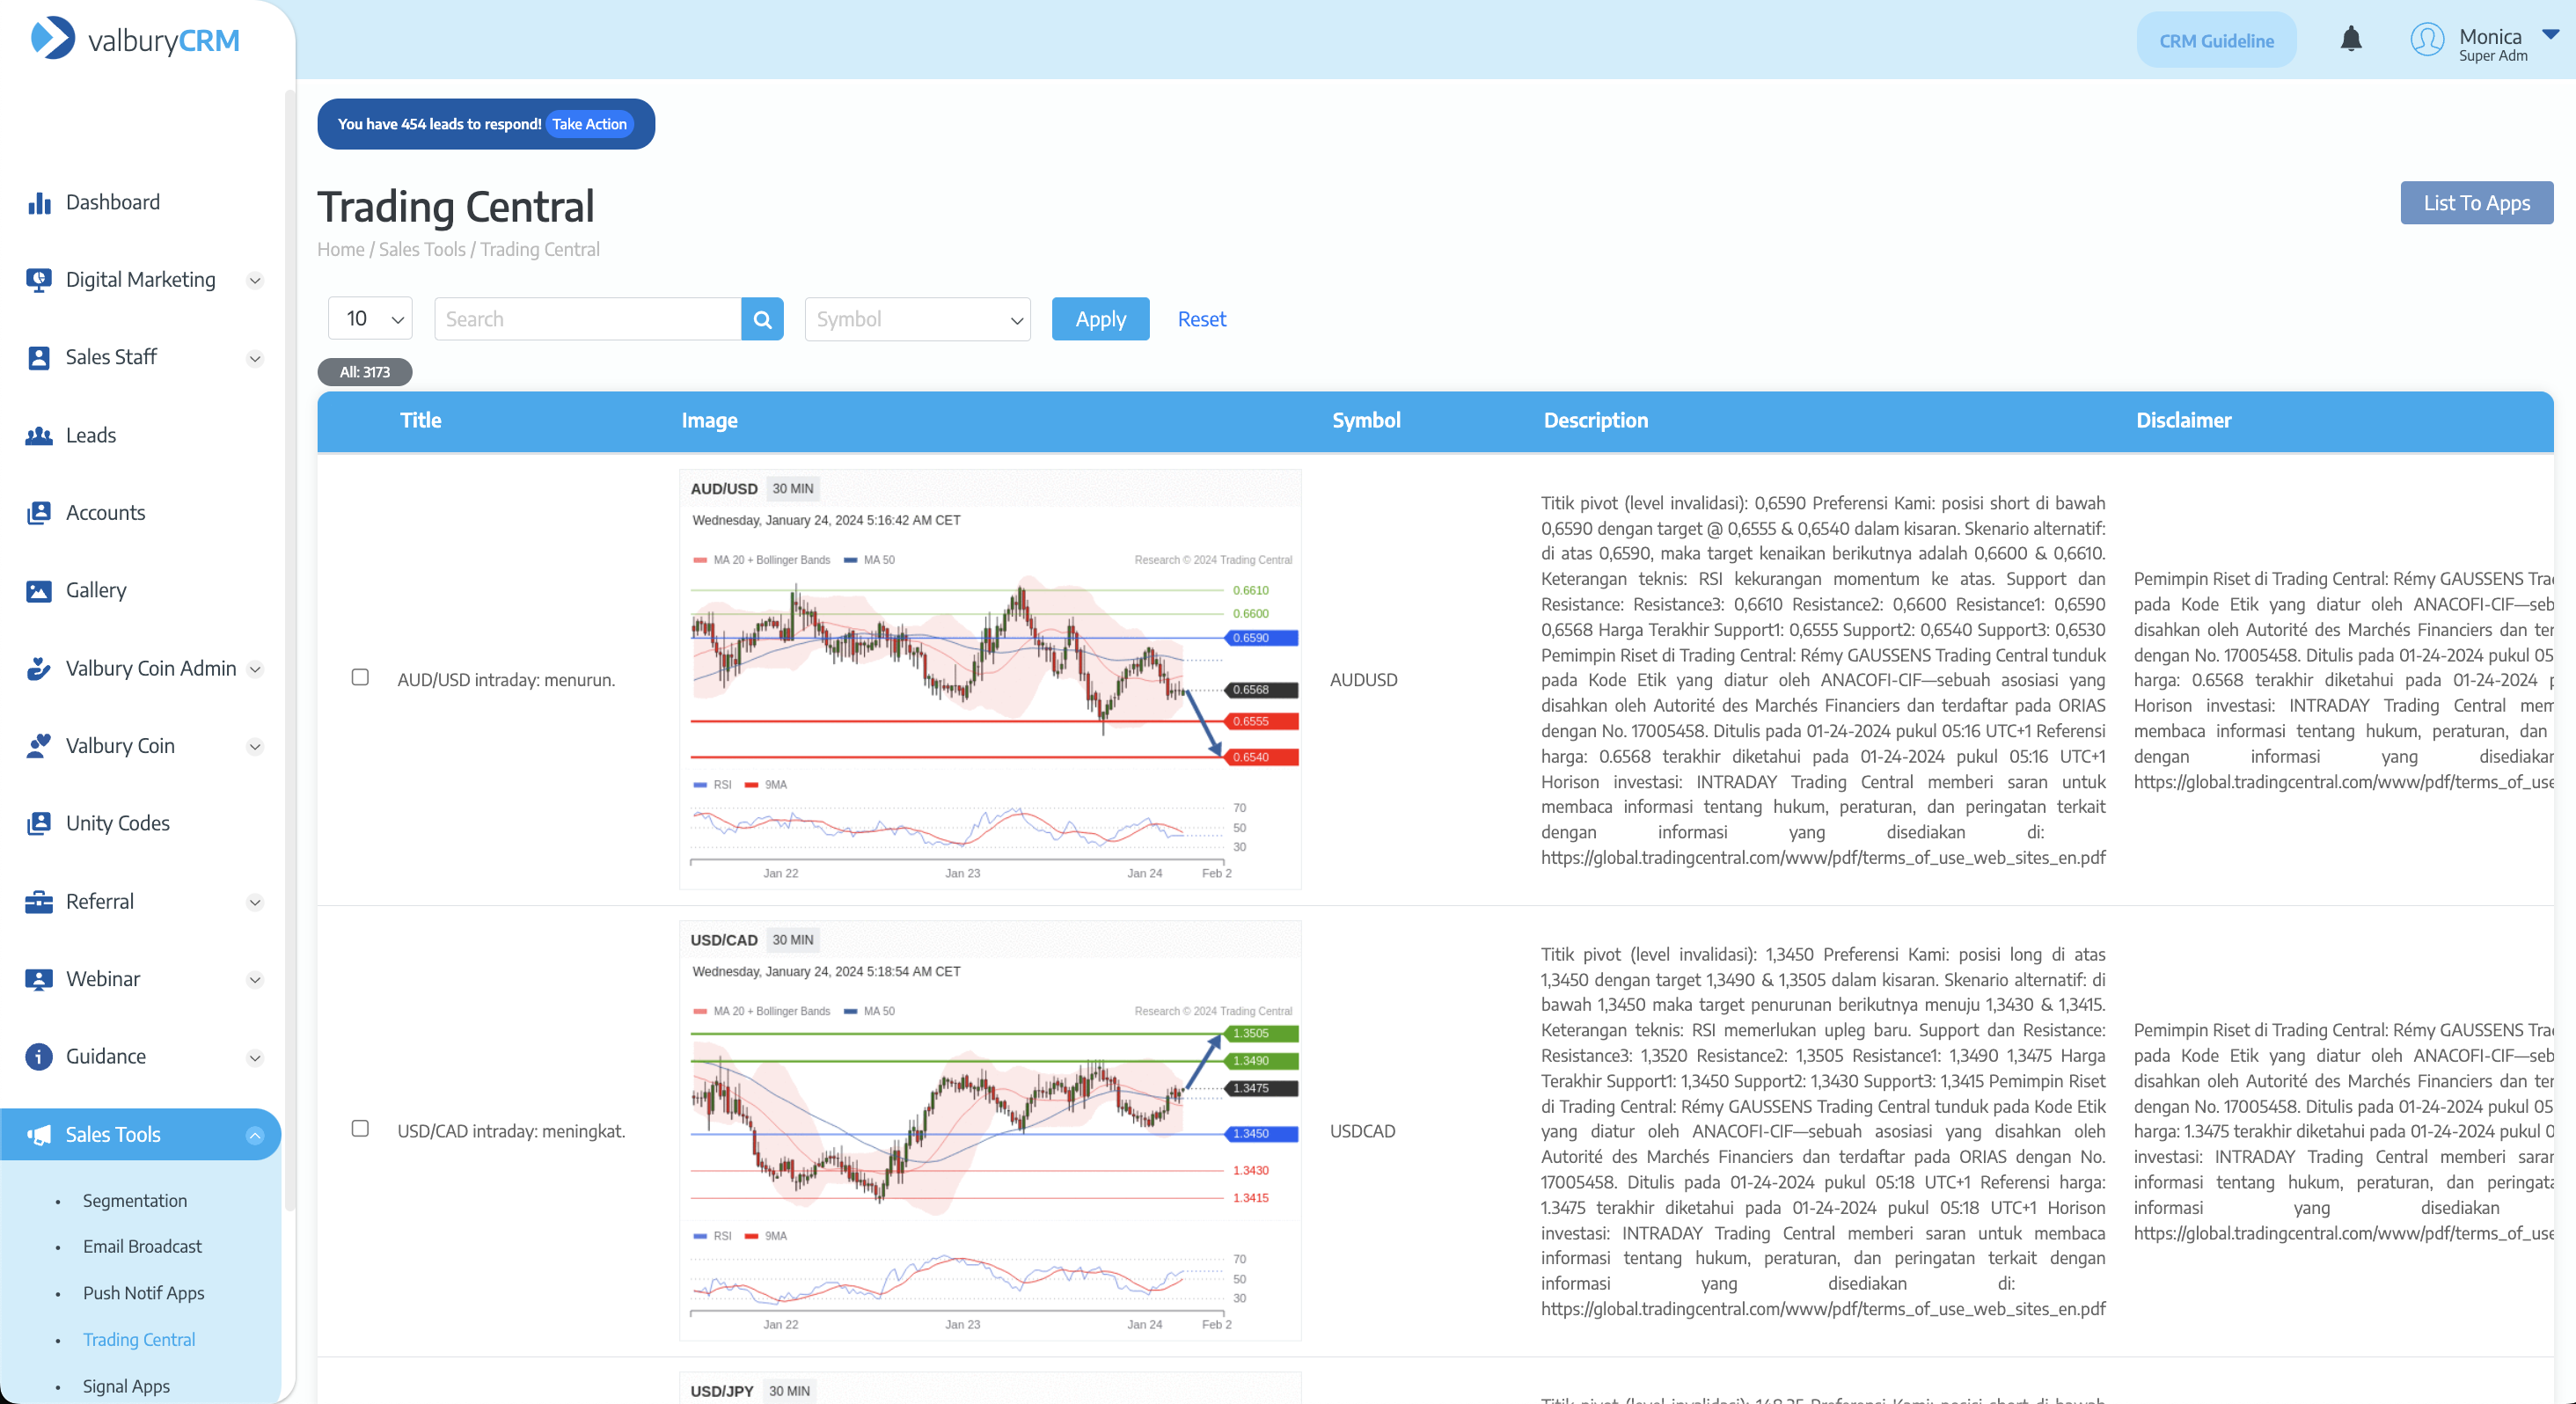 valburyCRM
CRM Guideline
Monica
Super Adm
You have 454 leads to respond! Take Action
Dashboard
Digital Marketing
Sales Staff
Leads
Accounts
Gallery
Valbury Coin Admin
Valbury Coin
Unity Codes
Referral
Webinar
Guidance
Sales Tools
Segmentation
Email Broadcast
Push Notif Apps
Trading Central
Signal Apps
Trading Central
List To Apps
Home / Sales Tools / Trading Central
10
Search
Symbol
Apply
Reset
All: 3173
Title
Image
Symbol
Description
Disclaimer
AUD/USD intraday: menurun.
AUD/USD 30 MIN
Wednesday, January 24, 2024 5:16:42 AM CET
MA 20 + Bollinger Bands MA 50
Research © 2024 Trading Central
0.6610
0.6600
0.6590
0.6568
0.6555
0.6540
RSI 9MA
70
50
30
Jan 22 Jan 23 Jan 24 Feb 2
AUDUSD
Titik pivot (level invalidasi): 0,6590 Preferensi Kami: posisi short di bawah
0,6590 dengan target @ 0,6555 & 0,6540 dalam kisaran. Skenario alternatif:
di atas 0,6590, maka target kenaikan berikutnya adalah 0,6600 & 0,6610.
Keterangan teknis: RSI kekurangan momentum ke atas. Support dan
Resistance: Resistance3: 0,6610 Resistance2: 0,6600 Resistance1: 0,6590
0,6568 Harga Terakhir Support1: 0,6555 Support2: 0,6540 Support3: 0,6530
Pemimpin Riset di Trading Central: Rémy GAUSSENS Trading Central tunduk
pada Kode Etik yang diatur oleh ANACOFI-CIF—sebuah asosiasi yang
disahkan oleh Autorité des Marchés Financiers dan terdaftar pada ORIAS
dengan No. 17005458. Ditulis pada 01-24-2024 pukul 05:16 UTC+1 Referensi
harga: 0.6568 terakhir diketahui pada 01-24-2024 pukul 05:16 UTC+1
Horison investasi: INTRADAY Trading Central memberi saran untuk
membaca informasi tentang hukum, peraturan, dan peringatan terkait
dengan informasi yang disediakan di:
https://global.tradingcentral.com/www/pdf/terms_of_use_web_sites_en.pdf
Pemimpin Riset di Trading Central: Rémy GAUSSENS
pada Kode Etik yang diatur oleh ANACOFI-CIF—seb
disahkan oleh Autorité des Marchés Financiers dan ter
dengan No. 17005458. Ditulis pada 01-24-2024 pukul 05
harga: 0.6568 terakhir diketahui pada 01-24-2024
Horison investasi: INTRADAY Trading Central mem
membaca informasi tentang hukum, peraturan, dan
dengan informasi yang disediakan
https://global.tradingcentral.com/www/pdf/terms_of_use
USD/CAD intraday: meningkat.
USD/CAD 30 MIN
Wednesday, January 24, 2024 5:18:54 AM CET
MA 20 + Bollinger Bands MA 50
Research © 2024 Trading Central
1.3505
1.3490
1.3475
1.3450
1.3430
1.3415
RSI 9MA
70
50
30
Jan 22 Jan 23 Jan 24 Feb 2
USDCAD
Titik pivot (level invalidasi): 1,3450 Preferensi Kami: posisi long di atas
1,3450 dengan target 1,3490 & 1,3505 dalam kisaran. Skenario alternatif: di
bawah 1,3450 maka target penurunan berikutnya menuju 1,3430 & 1,3415.
Keterangan teknis: RSI memerlukan upleg baru. Support dan Resistance:
Resistance3: 1,3520 Resistance2: 1,3505 Resistance1: 1,3490 1,3475 Harga
Terakhir Support1: 1,3450 Support2: 1,3430 Support3: 1,3415 Pemimpin Riset
di Trading Central: Rémy GAUSSENS Trading Central tunduk pada Kode Etik
yang diatur oleh ANACOFI-CIF—sebuah asosiasi yang disahkan oleh
Autorité des Marchés Financiers dan terdaftar pada ORIAS dengan No.
17005458. Ditulis pada 01-24-2024 pukul 05:18 UTC+1 Referensi harga:
1.3475 terakhir diketahui pada 01-24-2024 pukul 05:18 UTC+1 Horison
investasi: INTRADAY Trading Central memberi saran untuk membaca
informasi tentang hukum, peraturan, dan peringatan terkait dengan
informasi yang disediakan di:
https://global.tradingcentral.com/www/pdf/terms_of_use_web_sites_en.pdf
Pemimpin Riset di Trading Central: Rémy GAUSSENS
pada Kode Etik yang diatur oleh ANACOFI-CIF—seb
disahkan oleh Autorité des Marchés Financiers dan ter
dengan No. 17005458. Ditulis pada 01-24-2024 pukul 05
harga: 1.3475 terakhir diketahui pada 01-24-2024 pukul 0
investasi: INTRADAY Trading Central memberi saran
informasi tentang hukum, peraturan, dan peringata
informasi yang disediakan
https://global.tradingcentral.com/www/pdf/terms_of_use
USD/JPY 30 MIN